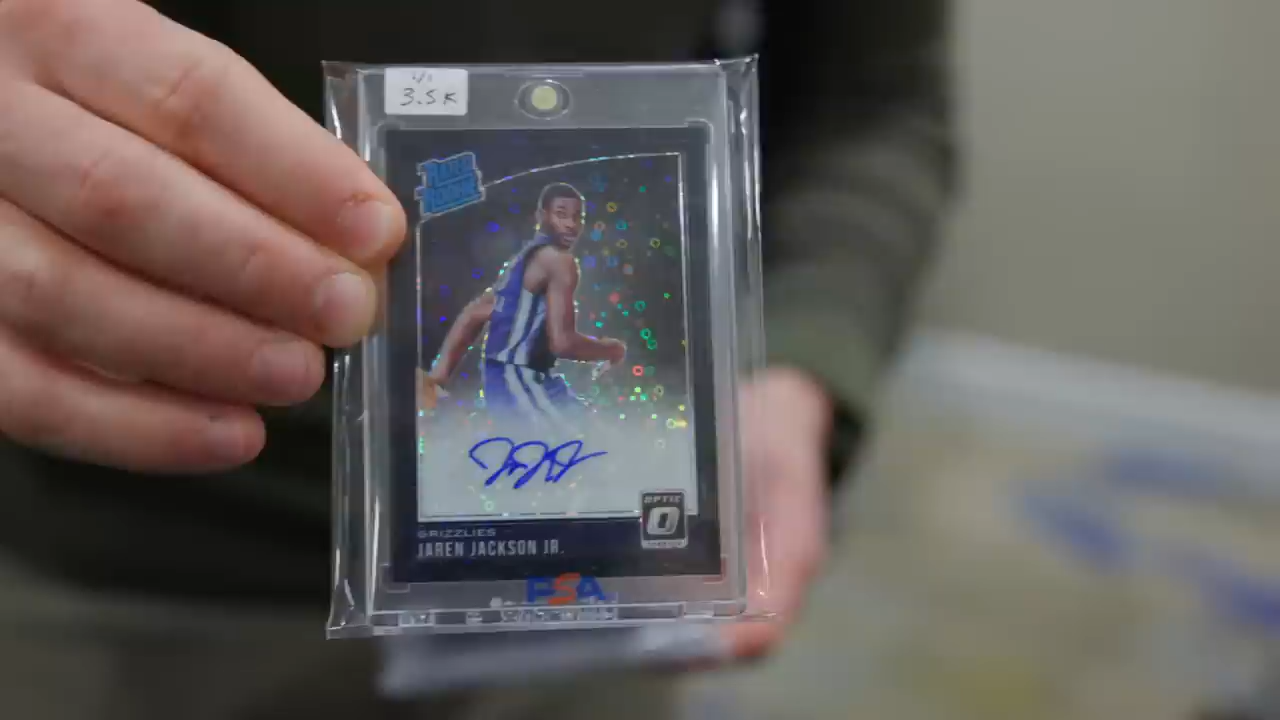 1/1
3.5K
RATED
ROOKIE
OPTIC
GRIZZLIES
JAREN JACKSON JR.
PSA